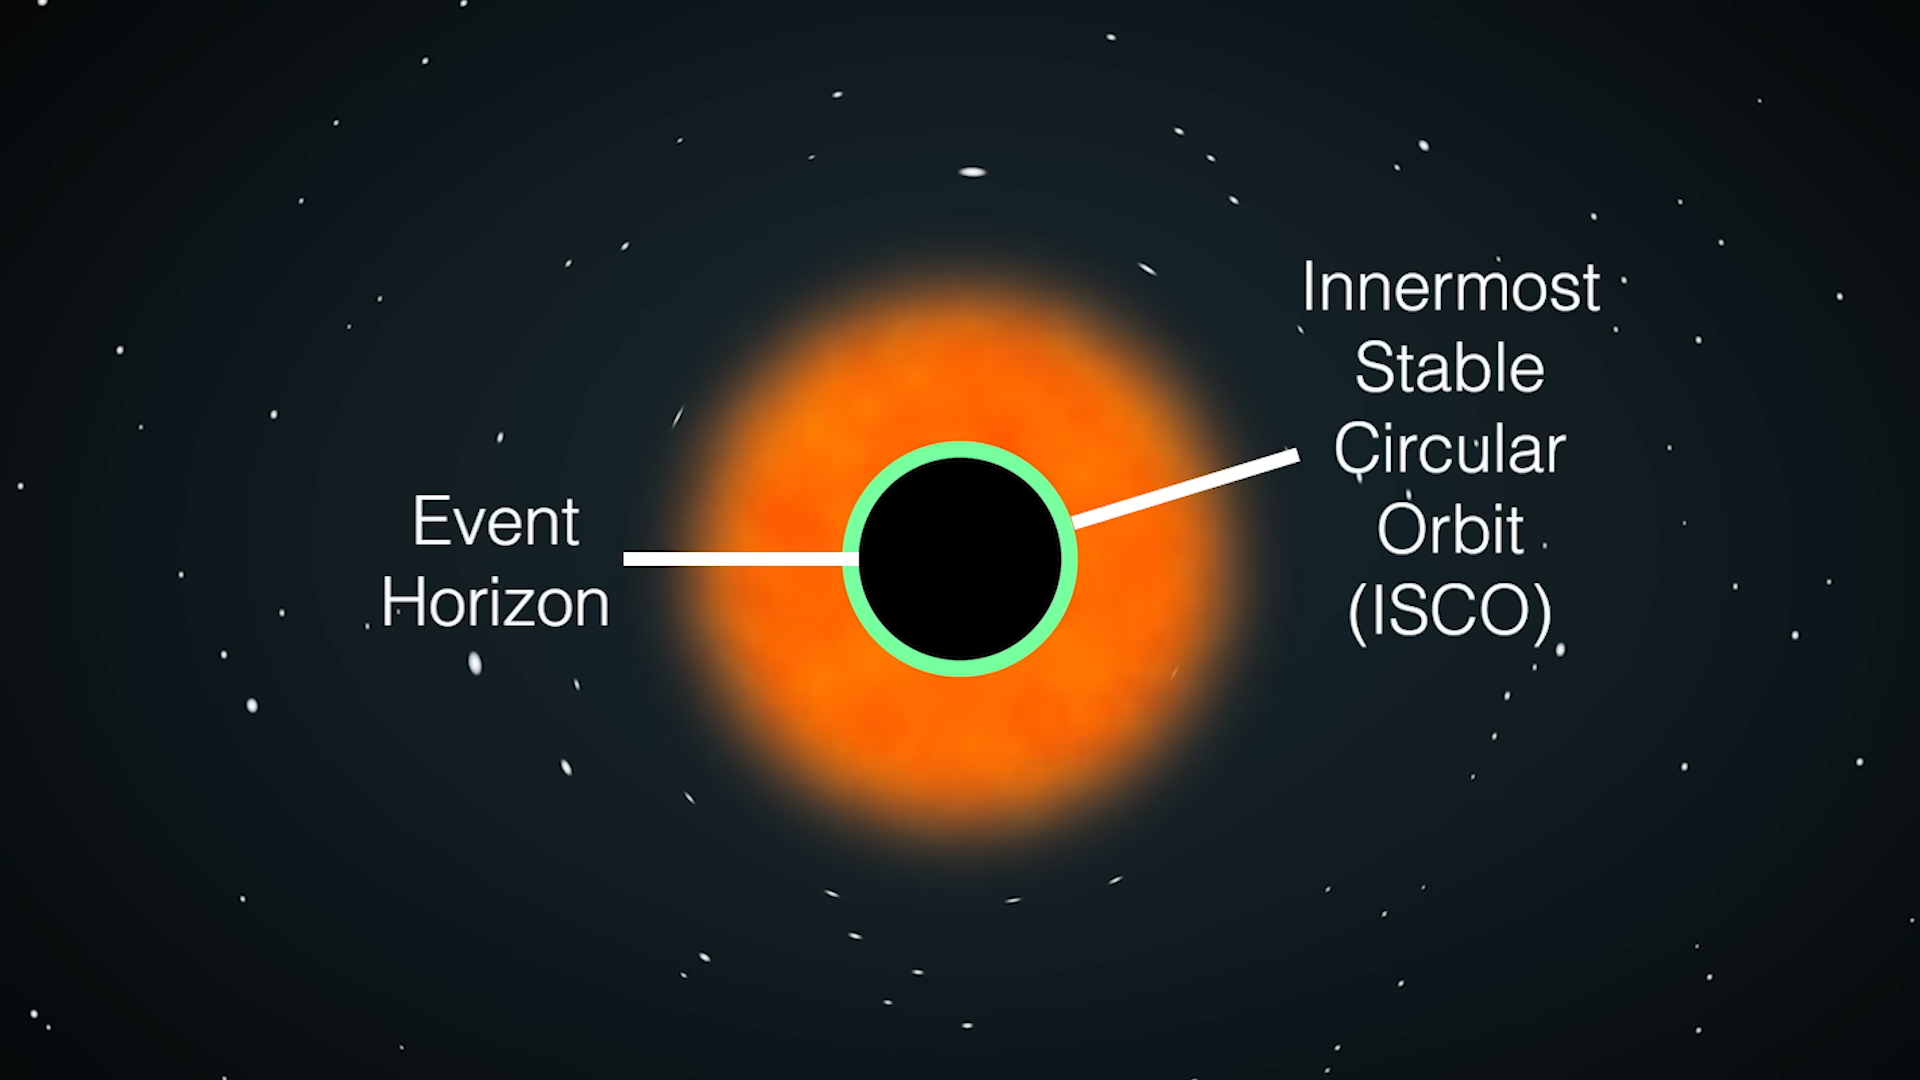 Event
Horizon
Innermost
Stable
Circular
Orbit
(ISCO)